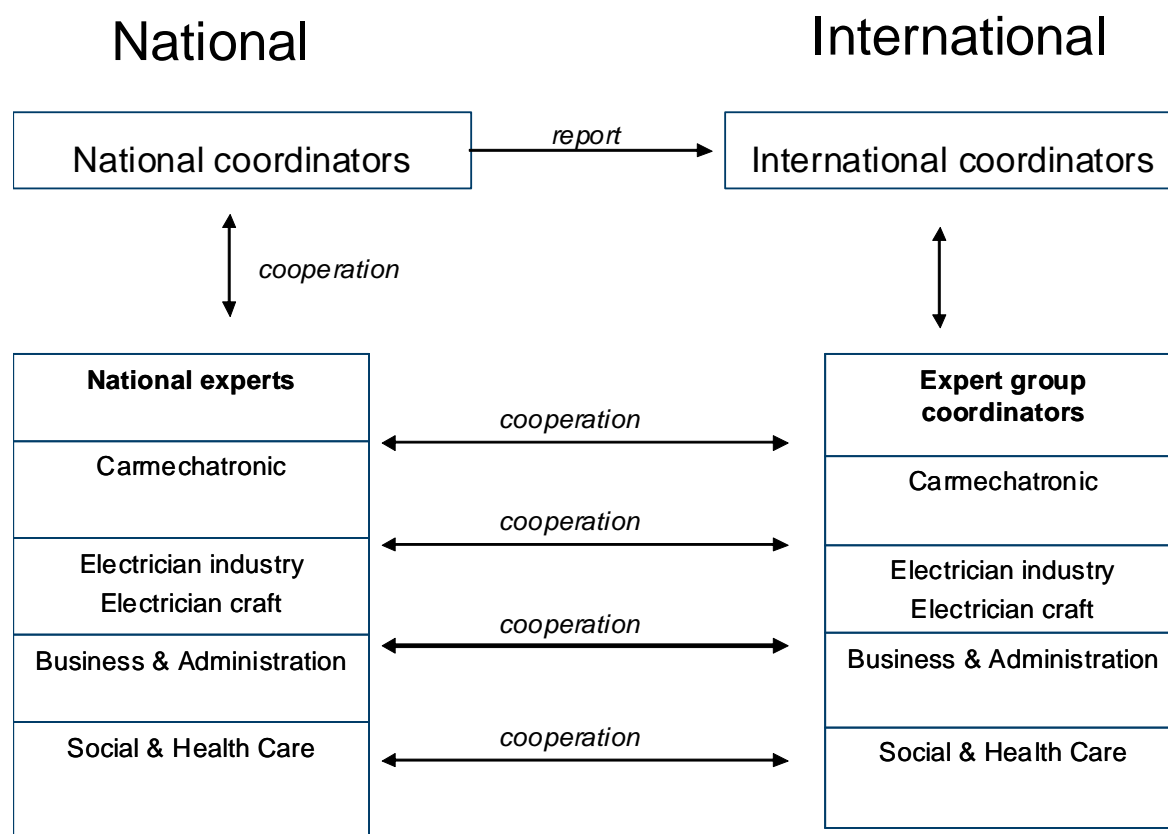 National
International
National coordinators
report
International coordinators
cooperation
National experts
Expert group
coordinators
cooperation
Carmechatronic
Carmechatronic
cooperation
Electrician industry
Electrician craft
Electrician industry
Electrician craft
cooperation
Business & Administration
Business & Administration
cooperation
Social & Health Care
Social & Health Care